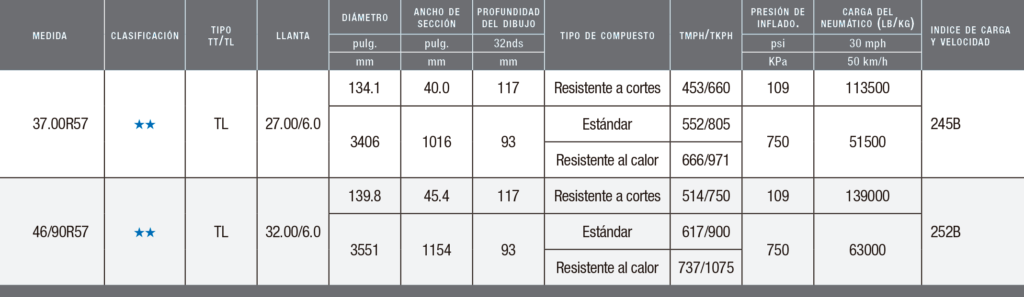 MEDIDA CLASIFICACIÓN TIPO TT/TL LLANTA DIÁMETRO ANCHO DE SECCIÓN PROFUNDIDAD DEL DIBUJO TIPO DE COMPUESTO TMPH/TKPH PRESIÓN DE INFLADO. CARGA DEL NEUMÁTICO (LB/KG) INDICE DE CARGA Y VELOCIDAD
pulg. pulg. 32nds psi 30 mph
mm mm mm KPa 50 km/h
134.1 40.0 117 Resistente a cortes 453/660 109 113500
37.00R57 ★★ TL 27.00/6.0 3406 1016 93 Estándar 552/805 750 51500 245B
Resistente al calor 666/971
139.8 45.4 117 Resistente a cortes 514/750 109 139000
46/90R57 ★★ TL 32.00/6.0 3551 1154 93 Estándar 617/900 750 63000 252B
Resistente al calor 737/1075